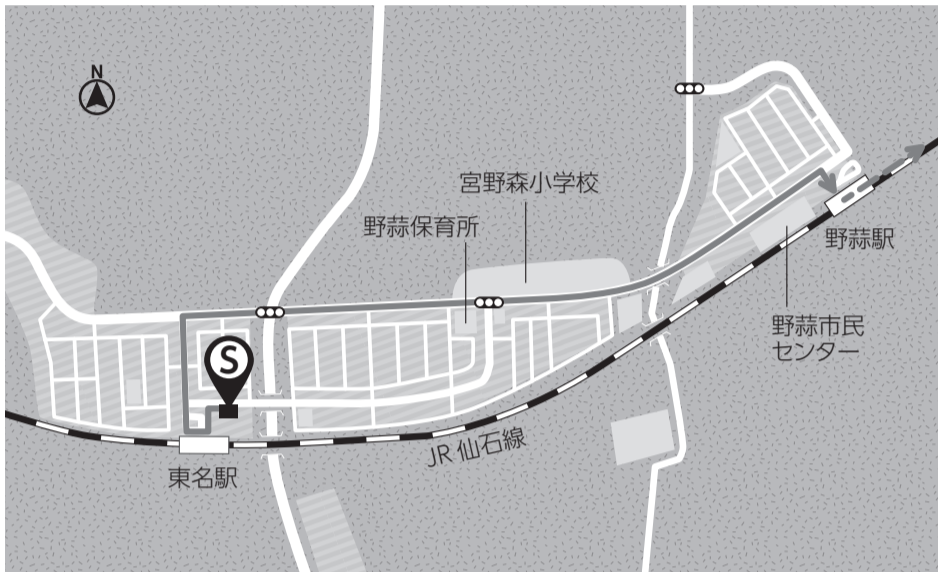 N
宮野森小学校
野蒜保育所
野蒜駅
野蒜市民
センター
S
JR 仙石線
東名駅